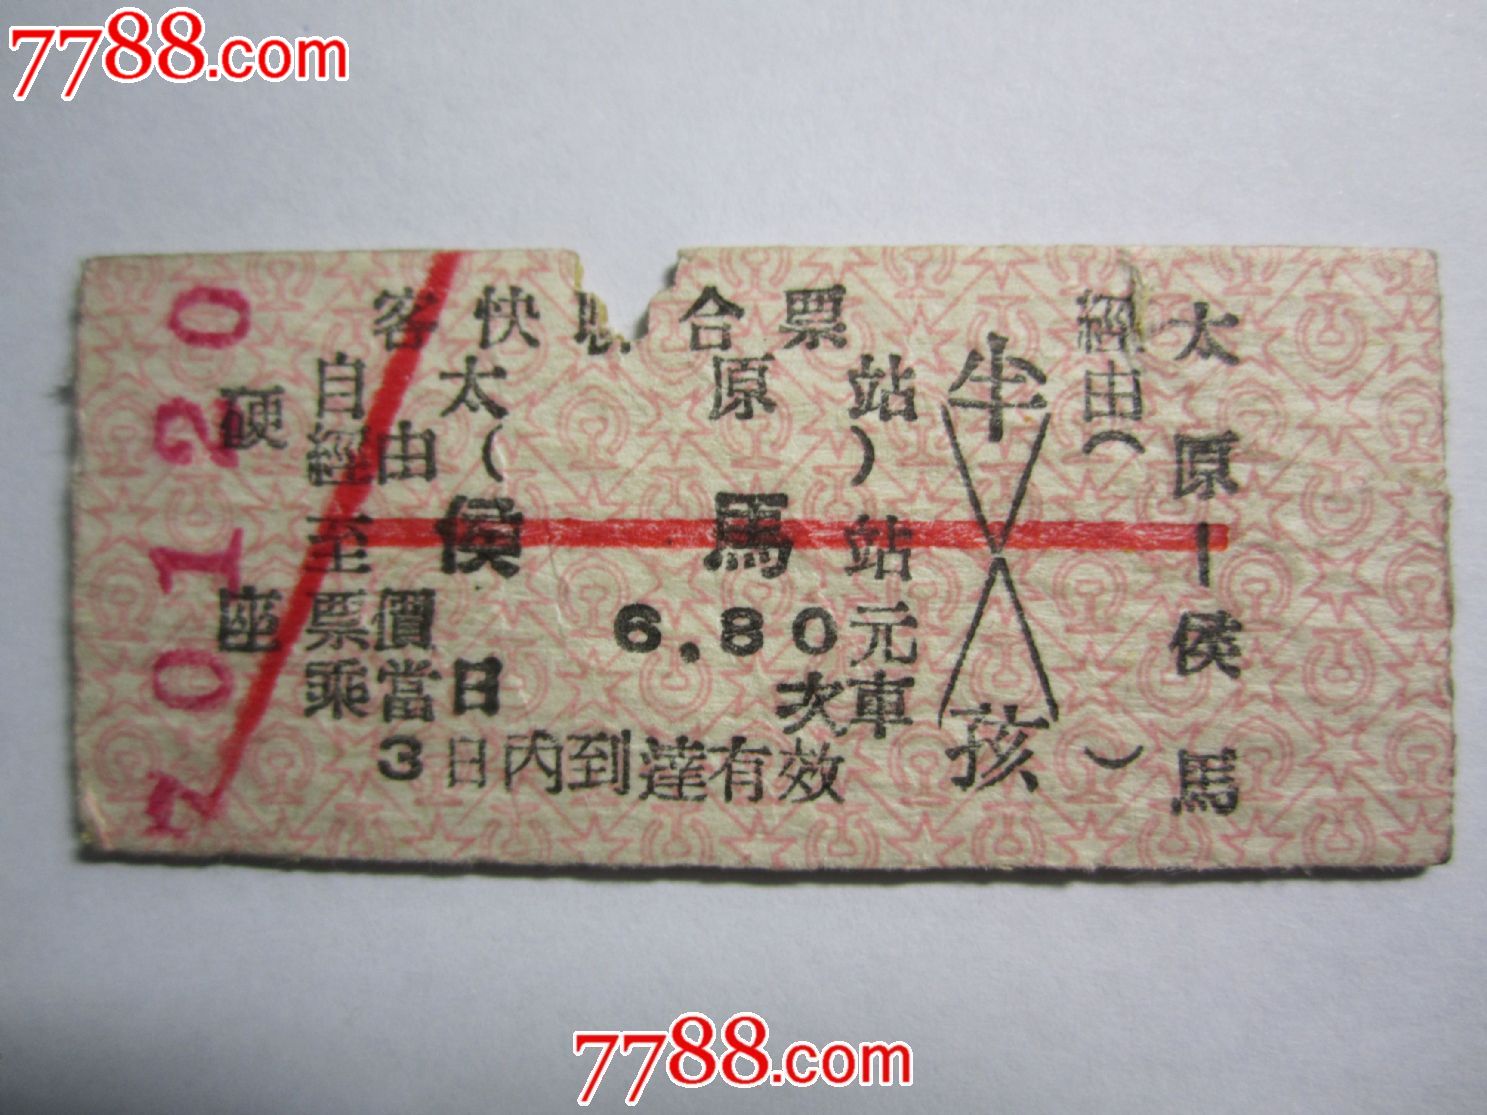 7788.com
客快聯合票
自太原站
經由( )
至侯馬站
票價 6.80元
乘當日 次車
3日內到達有效
硬座
半
孩
(經由 )
太原—侯馬
701220
7788.com